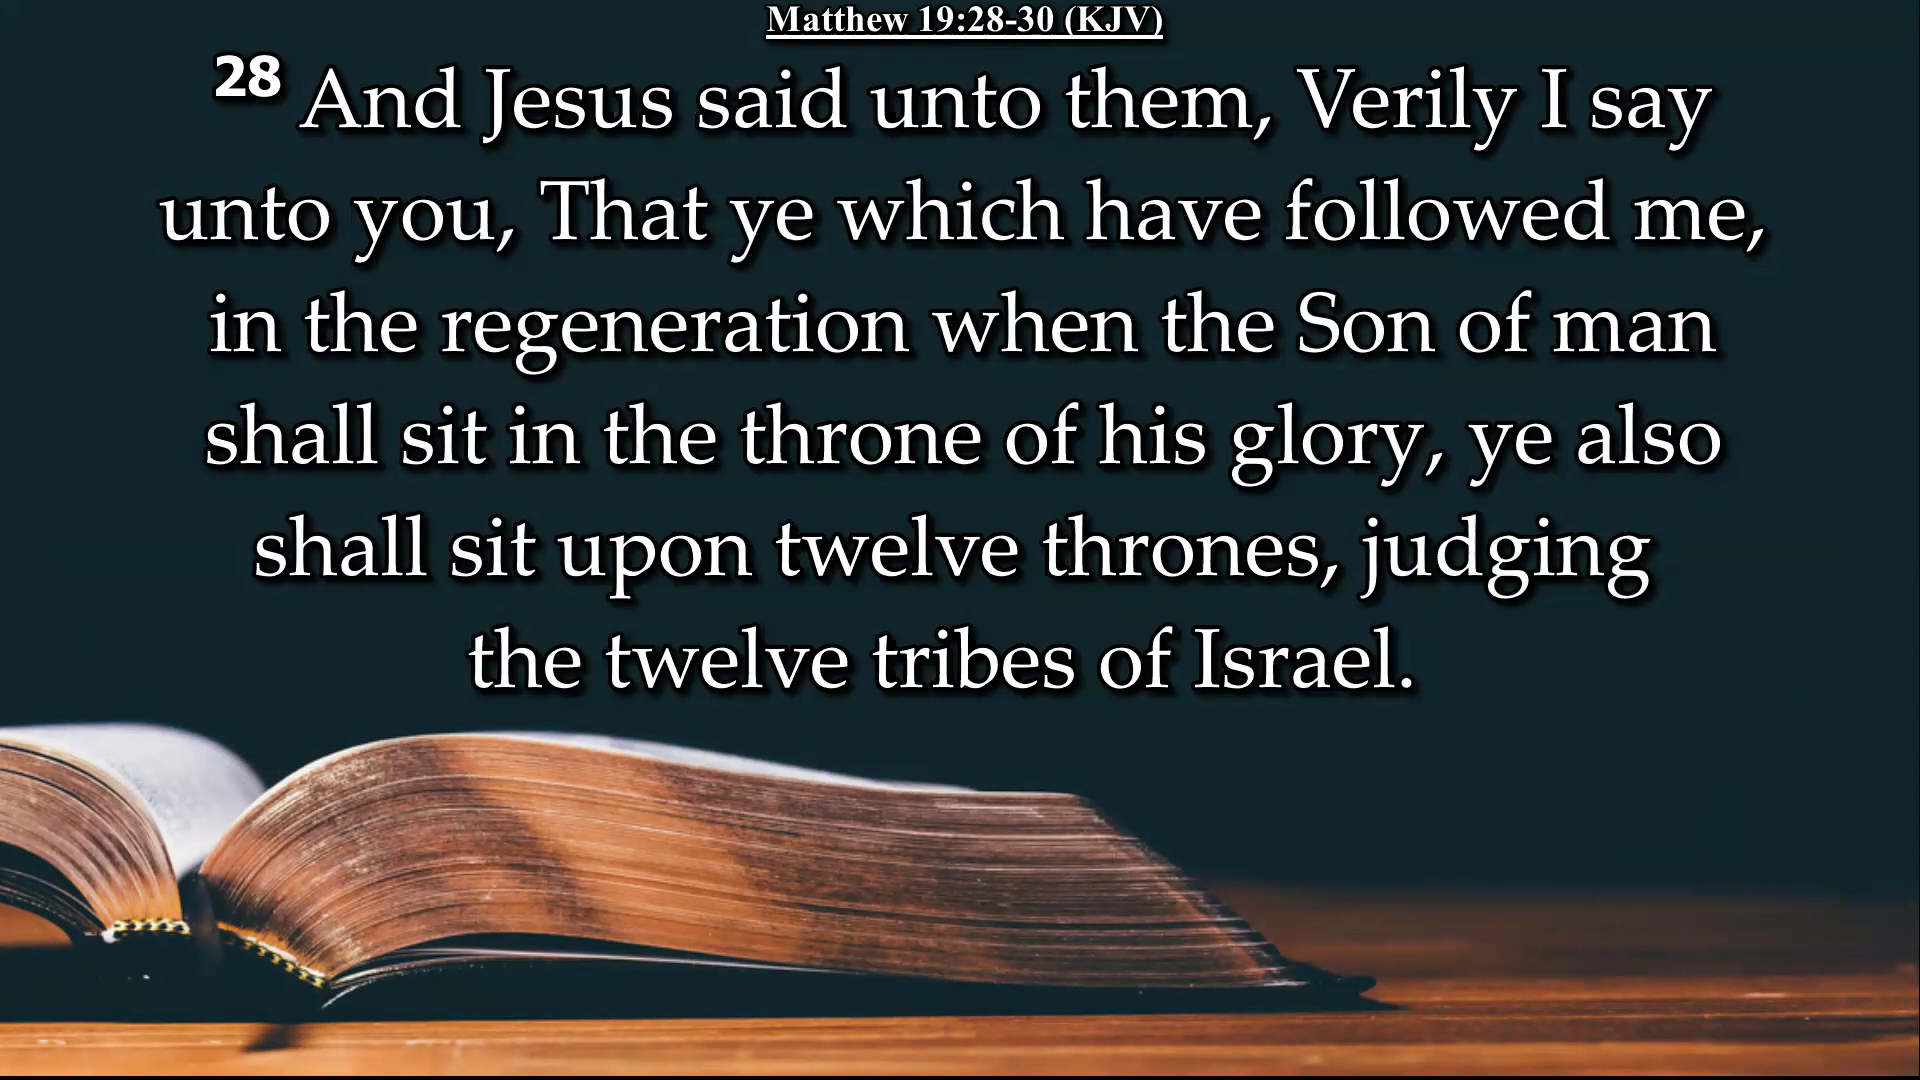 Matthew 19:28-30 (KJV)
28 And Jesus said unto them, Verily I say
unto you, That ye which have followed me,
in the regeneration when the Son of man
shall sit in the throne of his glory, ye also
shall sit upon twelve thrones, judging
the twelve tribes of Israel.